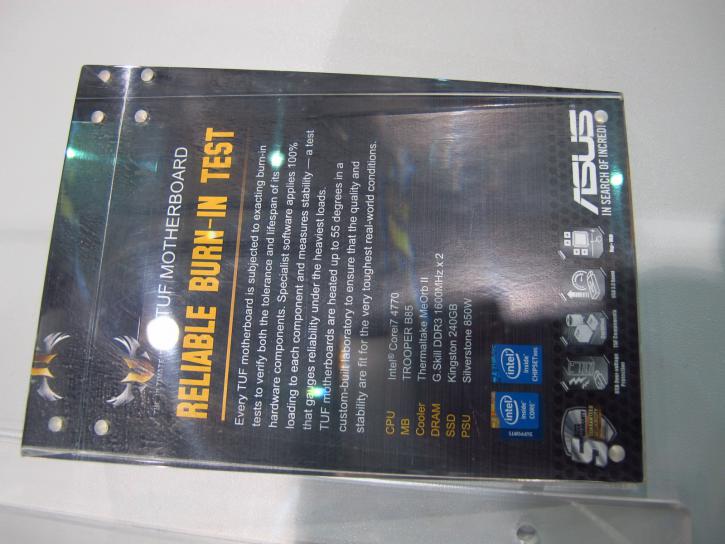 TUF MOTHERBOARD
RELIABLE BURN-IN TEST
Every TUF motherboard is subjected to exacting burn-in
tests to verify both the tolerance and lifespan of its
hardware components. Specialist software applies 100%
loading to each component and measures stability — a test
that gauges reliability under the heaviest loads.
TUF motherboards are heated up to 55 degrees in a
custom-built laboratory to ensure that the quality and
stability are fit for the very toughest real-world conditions.
CPU Intel® Corei7 4770
MB TROOPER B85
Cooler Thermaltake MeOrb II
DRAM G.Skill DDR3 1600MHz x 2
SSD Kingston 240GB
PSU Silverstone 850W
intel inside CORE
intel inside CHIPSET
5
ASUS
IN SEARCH OF INCREDI